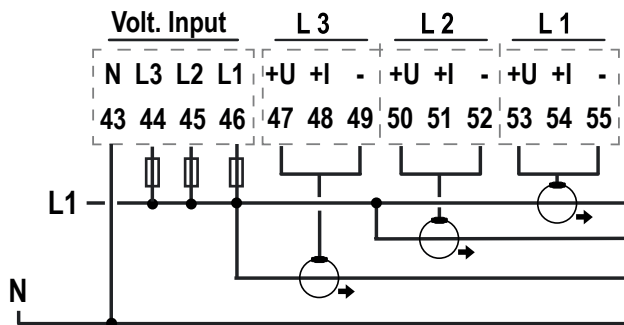 Volt. Input L 3 L 2 L 1
N L3 L2 L1 +U +I - +U +I - +U +I -
43 44 45 46 47 48 49 50 51 52 53 54 55
L1
N